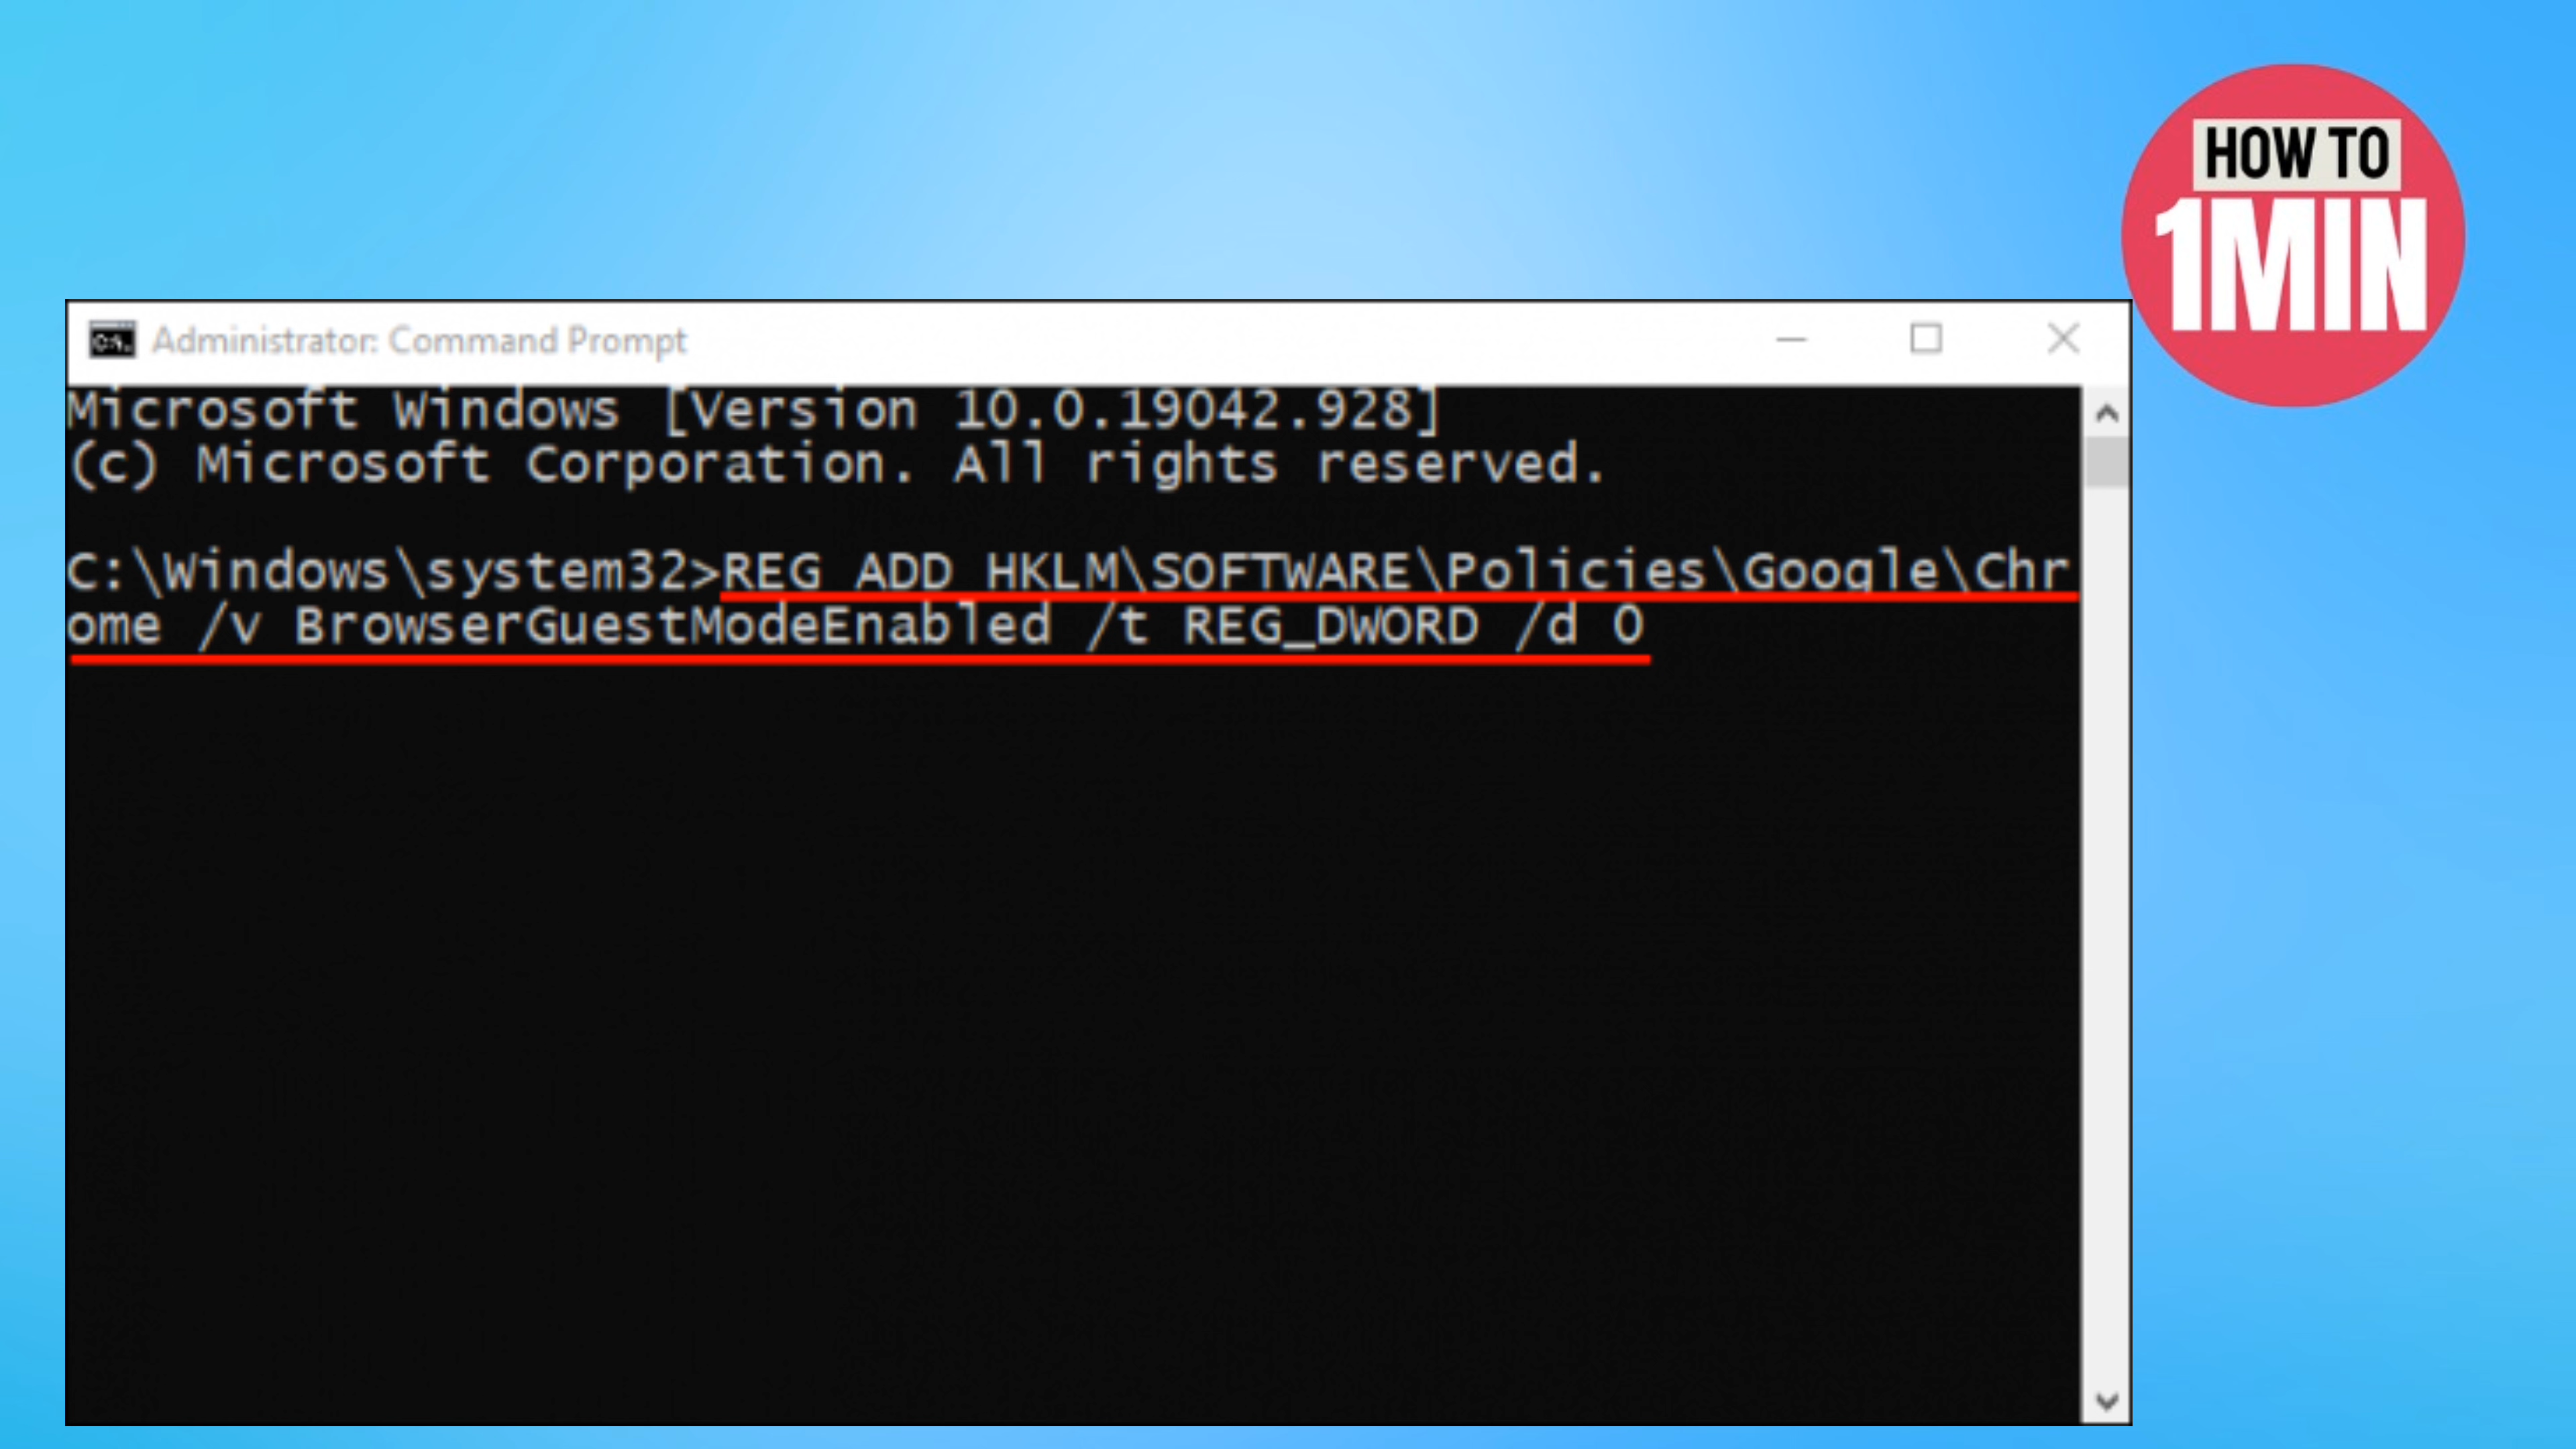 HOW TO
1MIN
Administrator: Command Prompt
Microsoft Windows [Version 10.0.19042.928]
(c) Microsoft Corporation. All rights reserved.
C:\Windows\system32>REG ADD HKLM\SOFTWARE\Policies\Google\Chr
ome /v BrowserGuestModeEnabled /t REG_DWORD /d 0